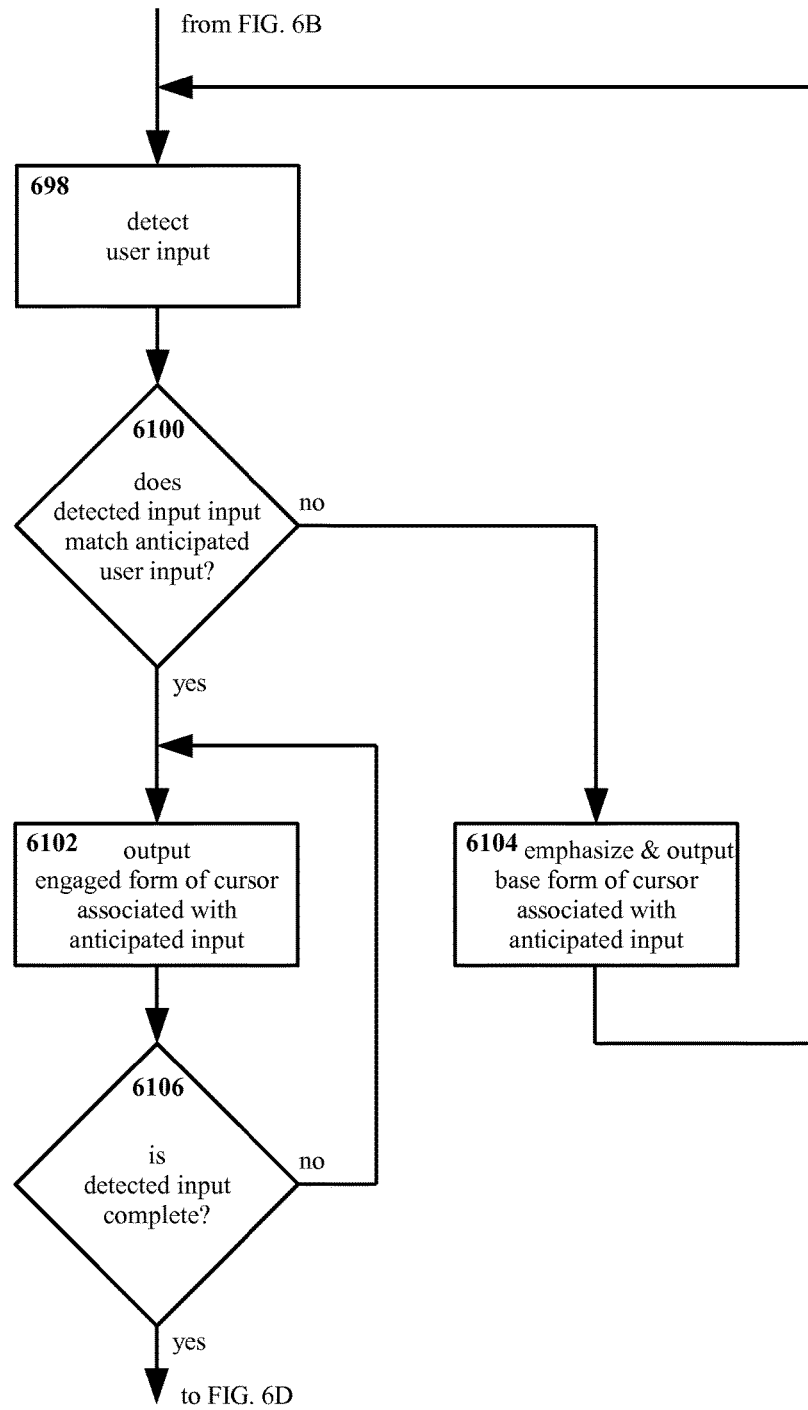 from FIG. 6B
698
detect
user input
6100
does
detected input input
match anticipated
user input?
no
yes
6102 output
engaged form of cursor
associated with
anticipated input
6104 emphasize & output
base form of cursor
associated with
anticipated input
6106
is
detected input
complete?
no
yes
to FIG. 6D